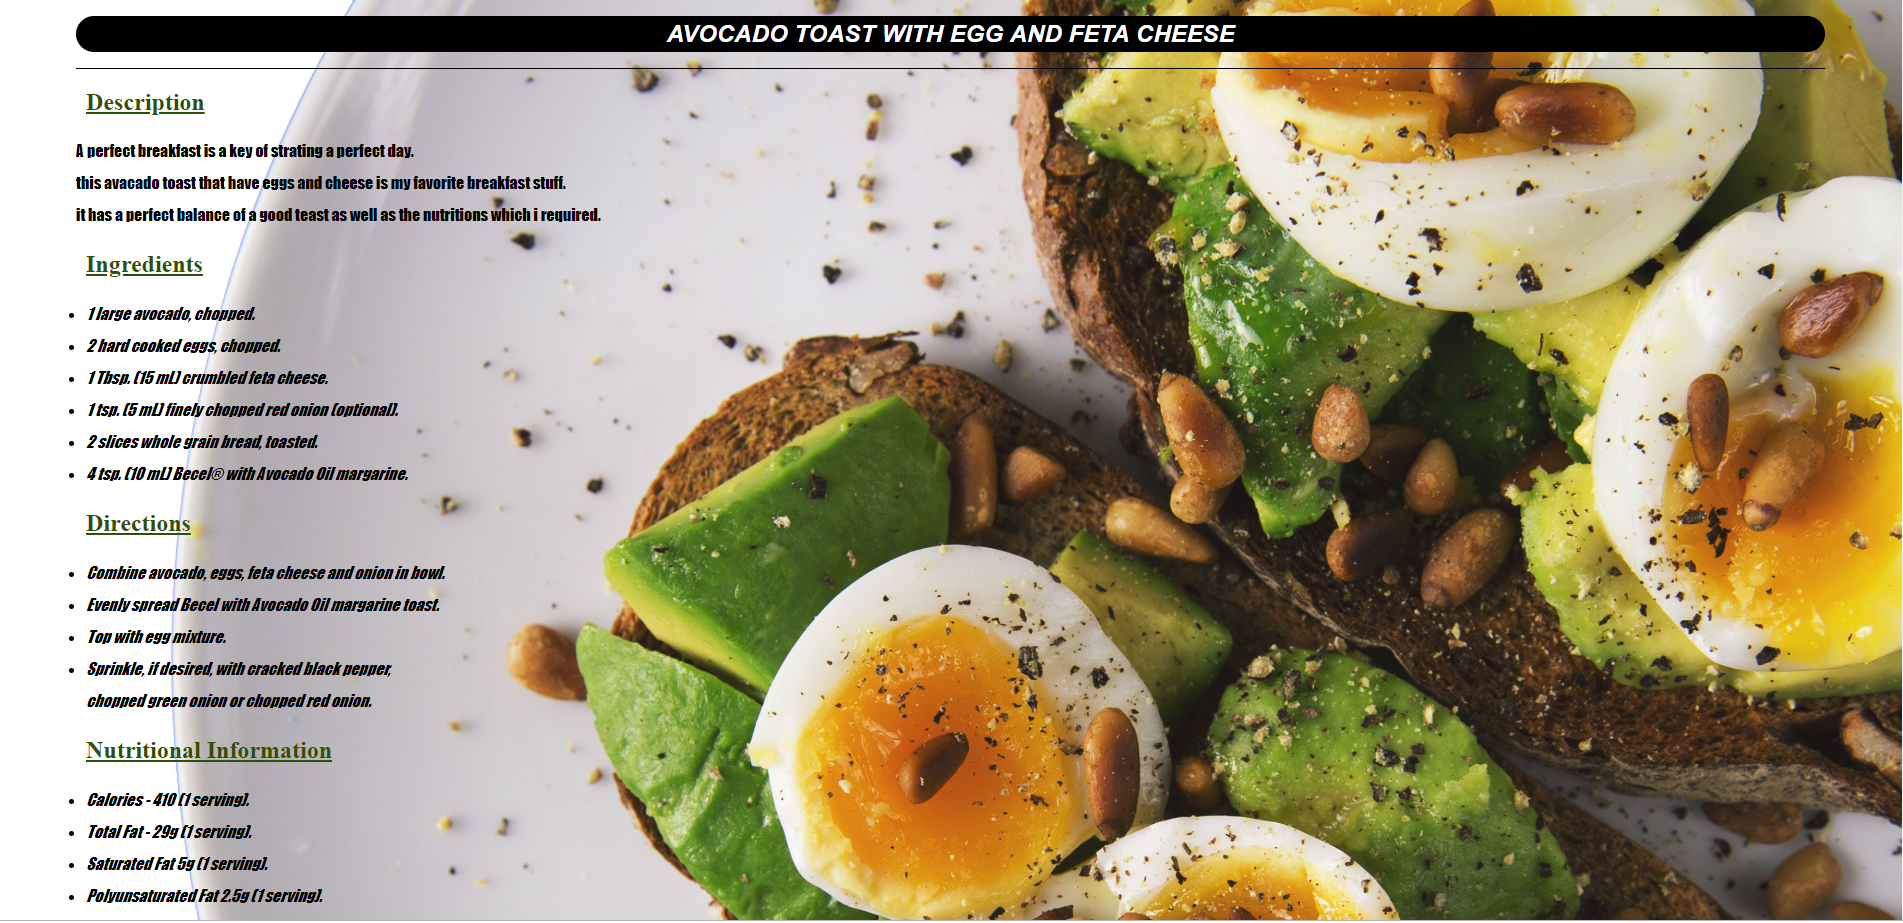 AVOCADO TOAST WITH EGG AND FETA CHEESE
Description
A perfect breakfast is a key of strating a perfect day.
this avacado toast that have eggs and cheese is my favorite breakfast stuff.
it has a perfect balance of a good teast as well as the nutritions which i required.
Ingredients
• 1 large avocado, chopped.
• 2 hard cooked eggs, chopped.
• 1 Tbsp. (15 mL) crumbled feta cheese.
• 1 tsp. (5 mL) finely chopped red onion (optional).
• 2 slices whole grain bread, toasted.
• 4 tsp. (10 mL) Becel® with Avocado Oil margarine.
Directions
• Combine avocado, eggs, feta cheese and onion in bowl.
• Evenly spread Becel with Avocado Oil margarine toast.
• Top with egg mixture.
• Sprinkle, if desired, with cracked black pepper,
chopped green onion or chopped red onion.
Nutritional Information
• Calories - 410 (1 serving).
• Total Fat - 29g (1 serving).
• Saturated Fat 5g (1 serving).
• Polyunsaturated Fat 2.5g (1 serving).